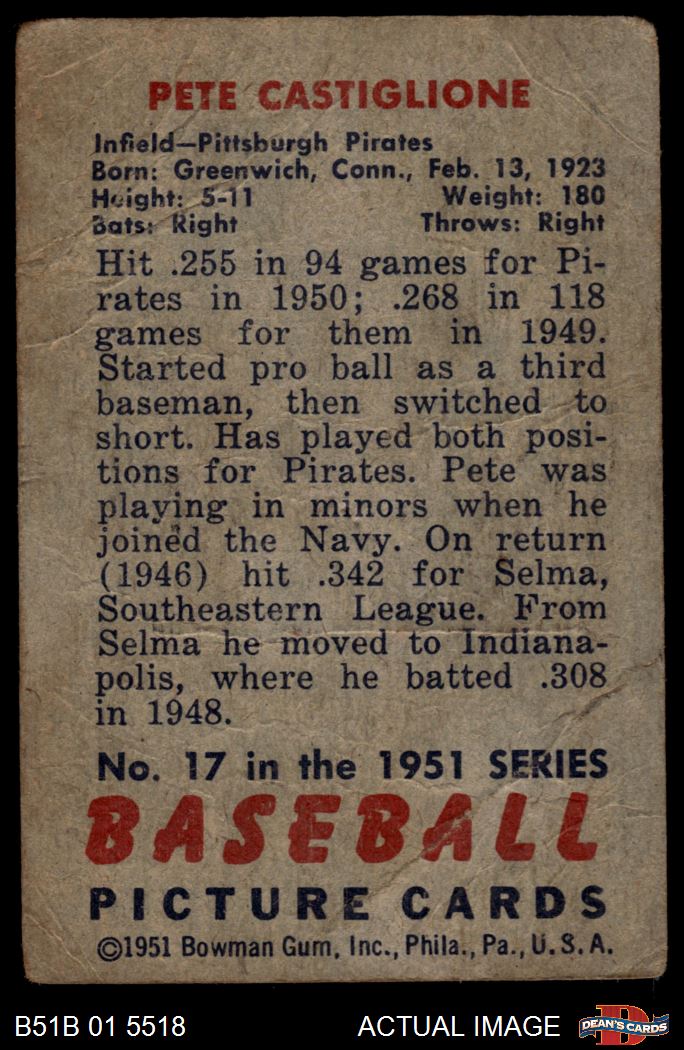 PETE CASTIGLIONE
Infield—Pittsburgh Pirates
Born: Greenwich, Conn., Feb. 13, 1923
Height: 5-11 Weight: 180
Bats: Right Throws: Right
Hit .255 in 94 games for Pi-
rates in 1950; .268 in 118
games for them in 1949.
Started pro ball as a third
baseman, then switched to
short. Has played both posi-
tions for Pirates. Pete was
playing in minors when he
joined the Navy. On return
(1946) hit .342 for Selma,
Southeastern League. From
Selma he moved to Indiana-
polis, where he batted .308
in 1948.
No. 17 in the 1951 SERIES
BASEBALL
PICTURE CARDS
©1951 Bowman Gum, Inc., Phila., Pa., U.S.A.
B51B 01 5518 ACTUAL IMAGE D DEAN'S CARDS